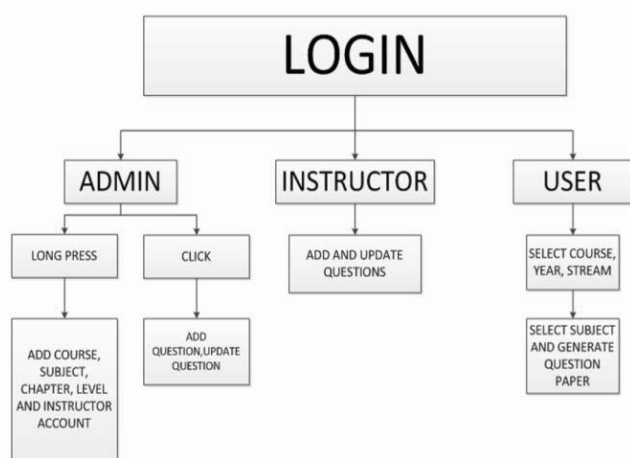 LOGIN
ADMIN
INSTRUCTOR
USER
LONG PRESS
CLICK
ADD AND UPDATE
QUESTIONS
SELECT COURSE,
YEAR, STREAM
ADD COURSE,
SUBJECT,
CHAPTER, LEVEL
AND INSTRUCTOR
ACCOUNT
ADD
QUESTION,UPDATE
QUESTION
SELECT SUBJECT
AND GENERATE
QUESTION
PAPER